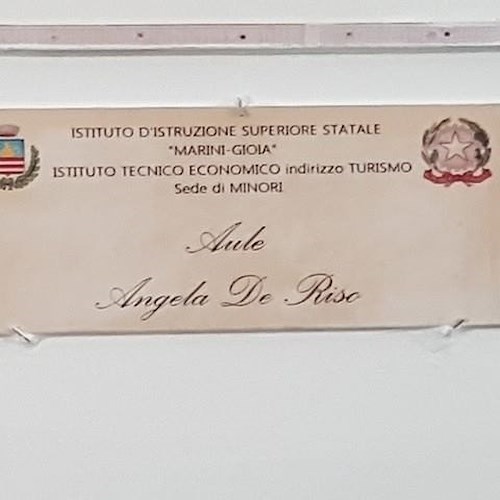 ISTITUTO D'ISTRUZIONE SUPERIORE STATALE
"MARINI-GIOIA"
ISTITUTO TECNICO ECONOMICO indirizzo TURISMO
Sede di MINORI
Aule
Angela De Riso